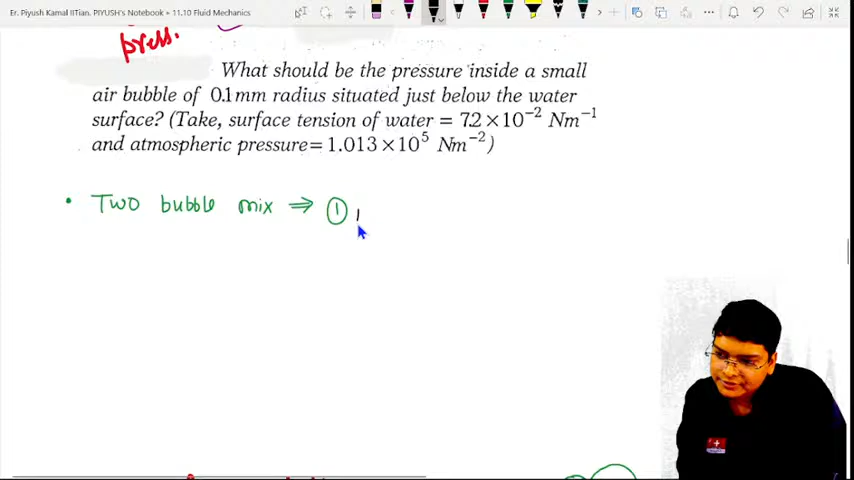 Er. Piyush Kamal IITian. PIYUSH's Notebook » 11.10 Fluid Mechanics
press.
What should be the pressure inside a small
air bubble of 0.1mm radius situated just below the water
surface? (Take, surface tension of water = 7.2×10⁻² Nm⁻¹
and atmospheric pressure=1.013×10⁵ Nm⁻²)
• Two bubble mix ⇒ ①